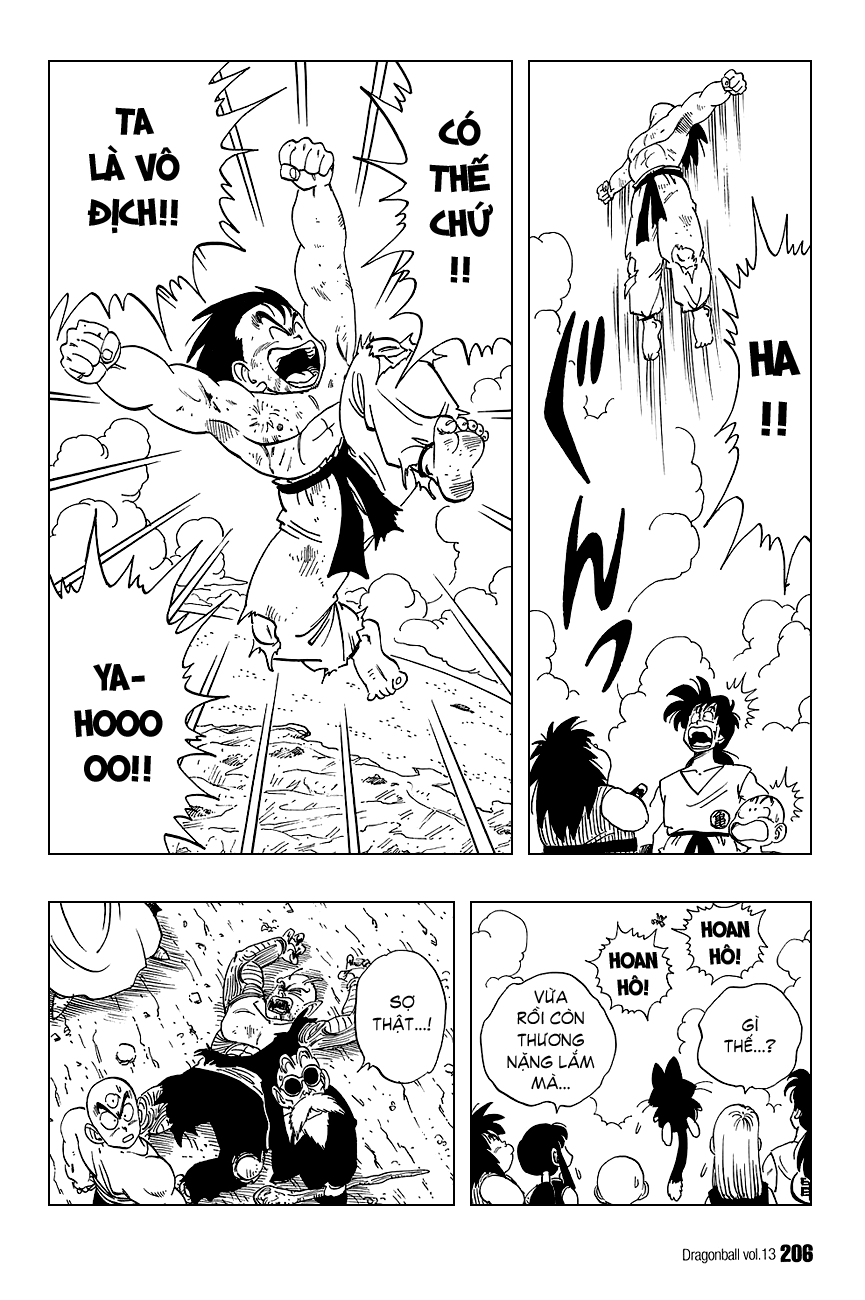 HA
!!
CÓ
THẾ
CHỨ
!!
TA
LÀ VÔ
ĐỊCH!!
YA-
HOOO
OO!!
HOAN
HÔ!
HOAN
HÔ!
GÌ
THẾ...?
VỪA
RỒI CÒN
THƯƠNG
NẶNG LẮM
MÀ...
SỢ
THẬT...!
亀
Dragonball vol.13 206